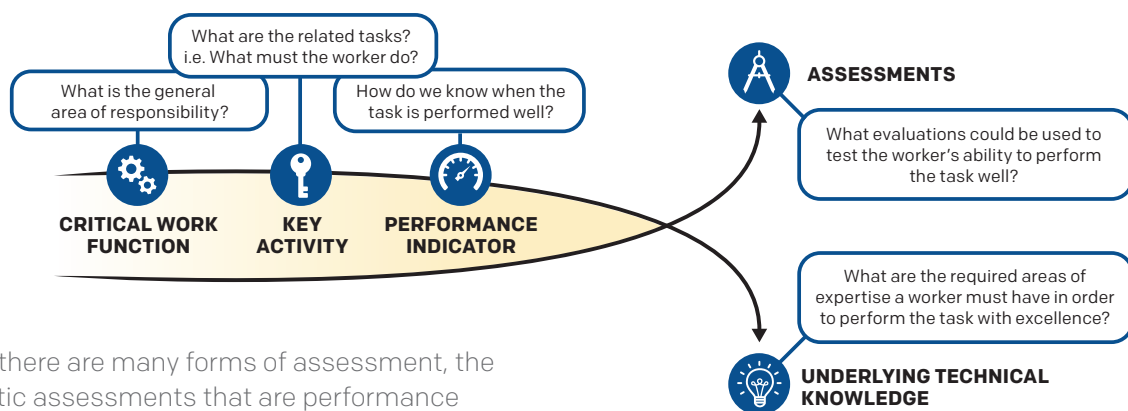 What are the related tasks?
i.e. What must the worker do?
What is the general
area of responsibility?
How do we know when the
task is performed well?
CRITICAL WORK
FUNCTION
KEY
ACTIVITY
PERFORMANCE
INDICATOR
ASSESSMENTS
What evaluations could be used to
test the worker's ability to perform
the task well?
What are the required areas of
expertise a worker must have in order
to perform the task with excellence?
UNDERLYING TECHNICAL
KNOWLEDGE
there are many forms of assessment, the
tic assessments that are performance